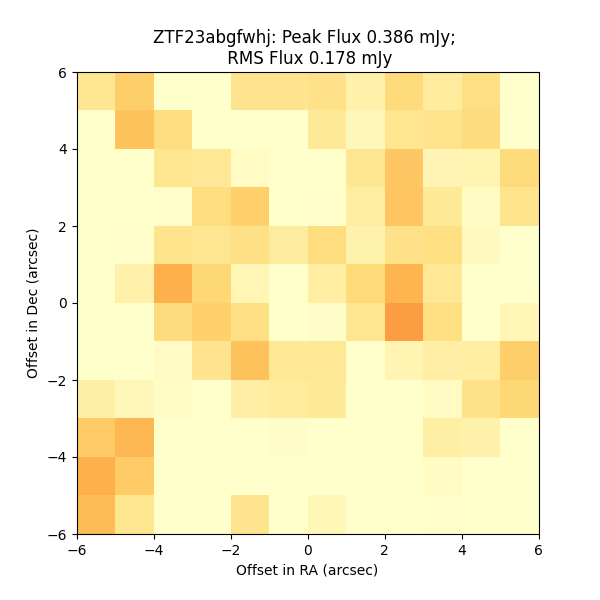 ZTF23abgfwhj: Peak Flux 0.386 mJy;
RMS Flux 0.178 mJy
6
4
2
0
−2
−4
−6
Offset in Dec (arcsec)
−6 −4 −2 0 2 4 6
Offset in RA (arcsec)